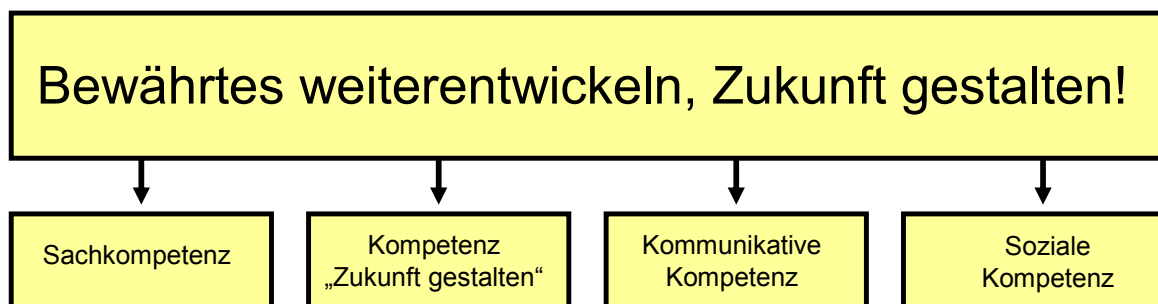 Bewährtes weiterentwickeln, Zukunft gestalten!
Sachkompetenz
Kompetenz
„Zukunft gestalten“
Kommunikative
Kompetenz
Soziale
Kompetenz